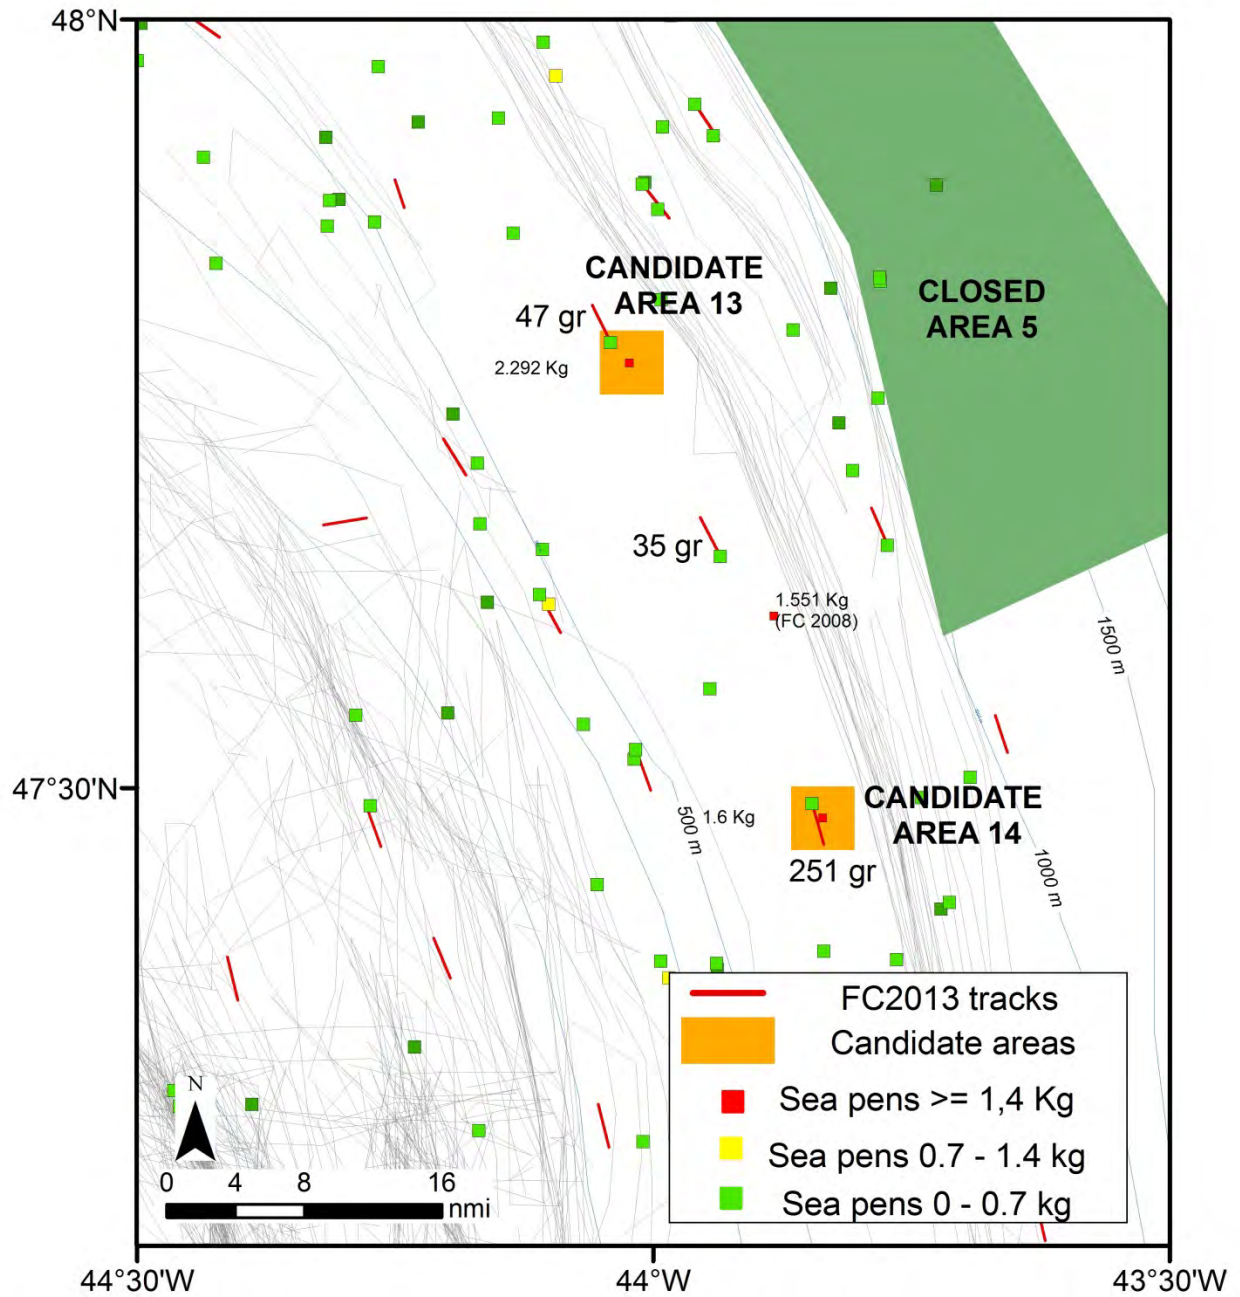 48°N
CANDIDATE
AREA 13
CLOSED
AREA 5
47 gr
2.292 Kg
35 gr
1.551 Kg
(FC 2008)
1500 m
47°30'N
CANDIDATE
AREA 14
500 m
1.6 Kg
251 gr
1000 m
FC2013 tracks
Candidate areas
Sea pens >= 1,4 Kg
Sea pens 0.7 - 1.4 kg
Sea pens 0 - 0.7 kg
N
0 4 8 16
nmi
44°30'W 44°W 43°30'W